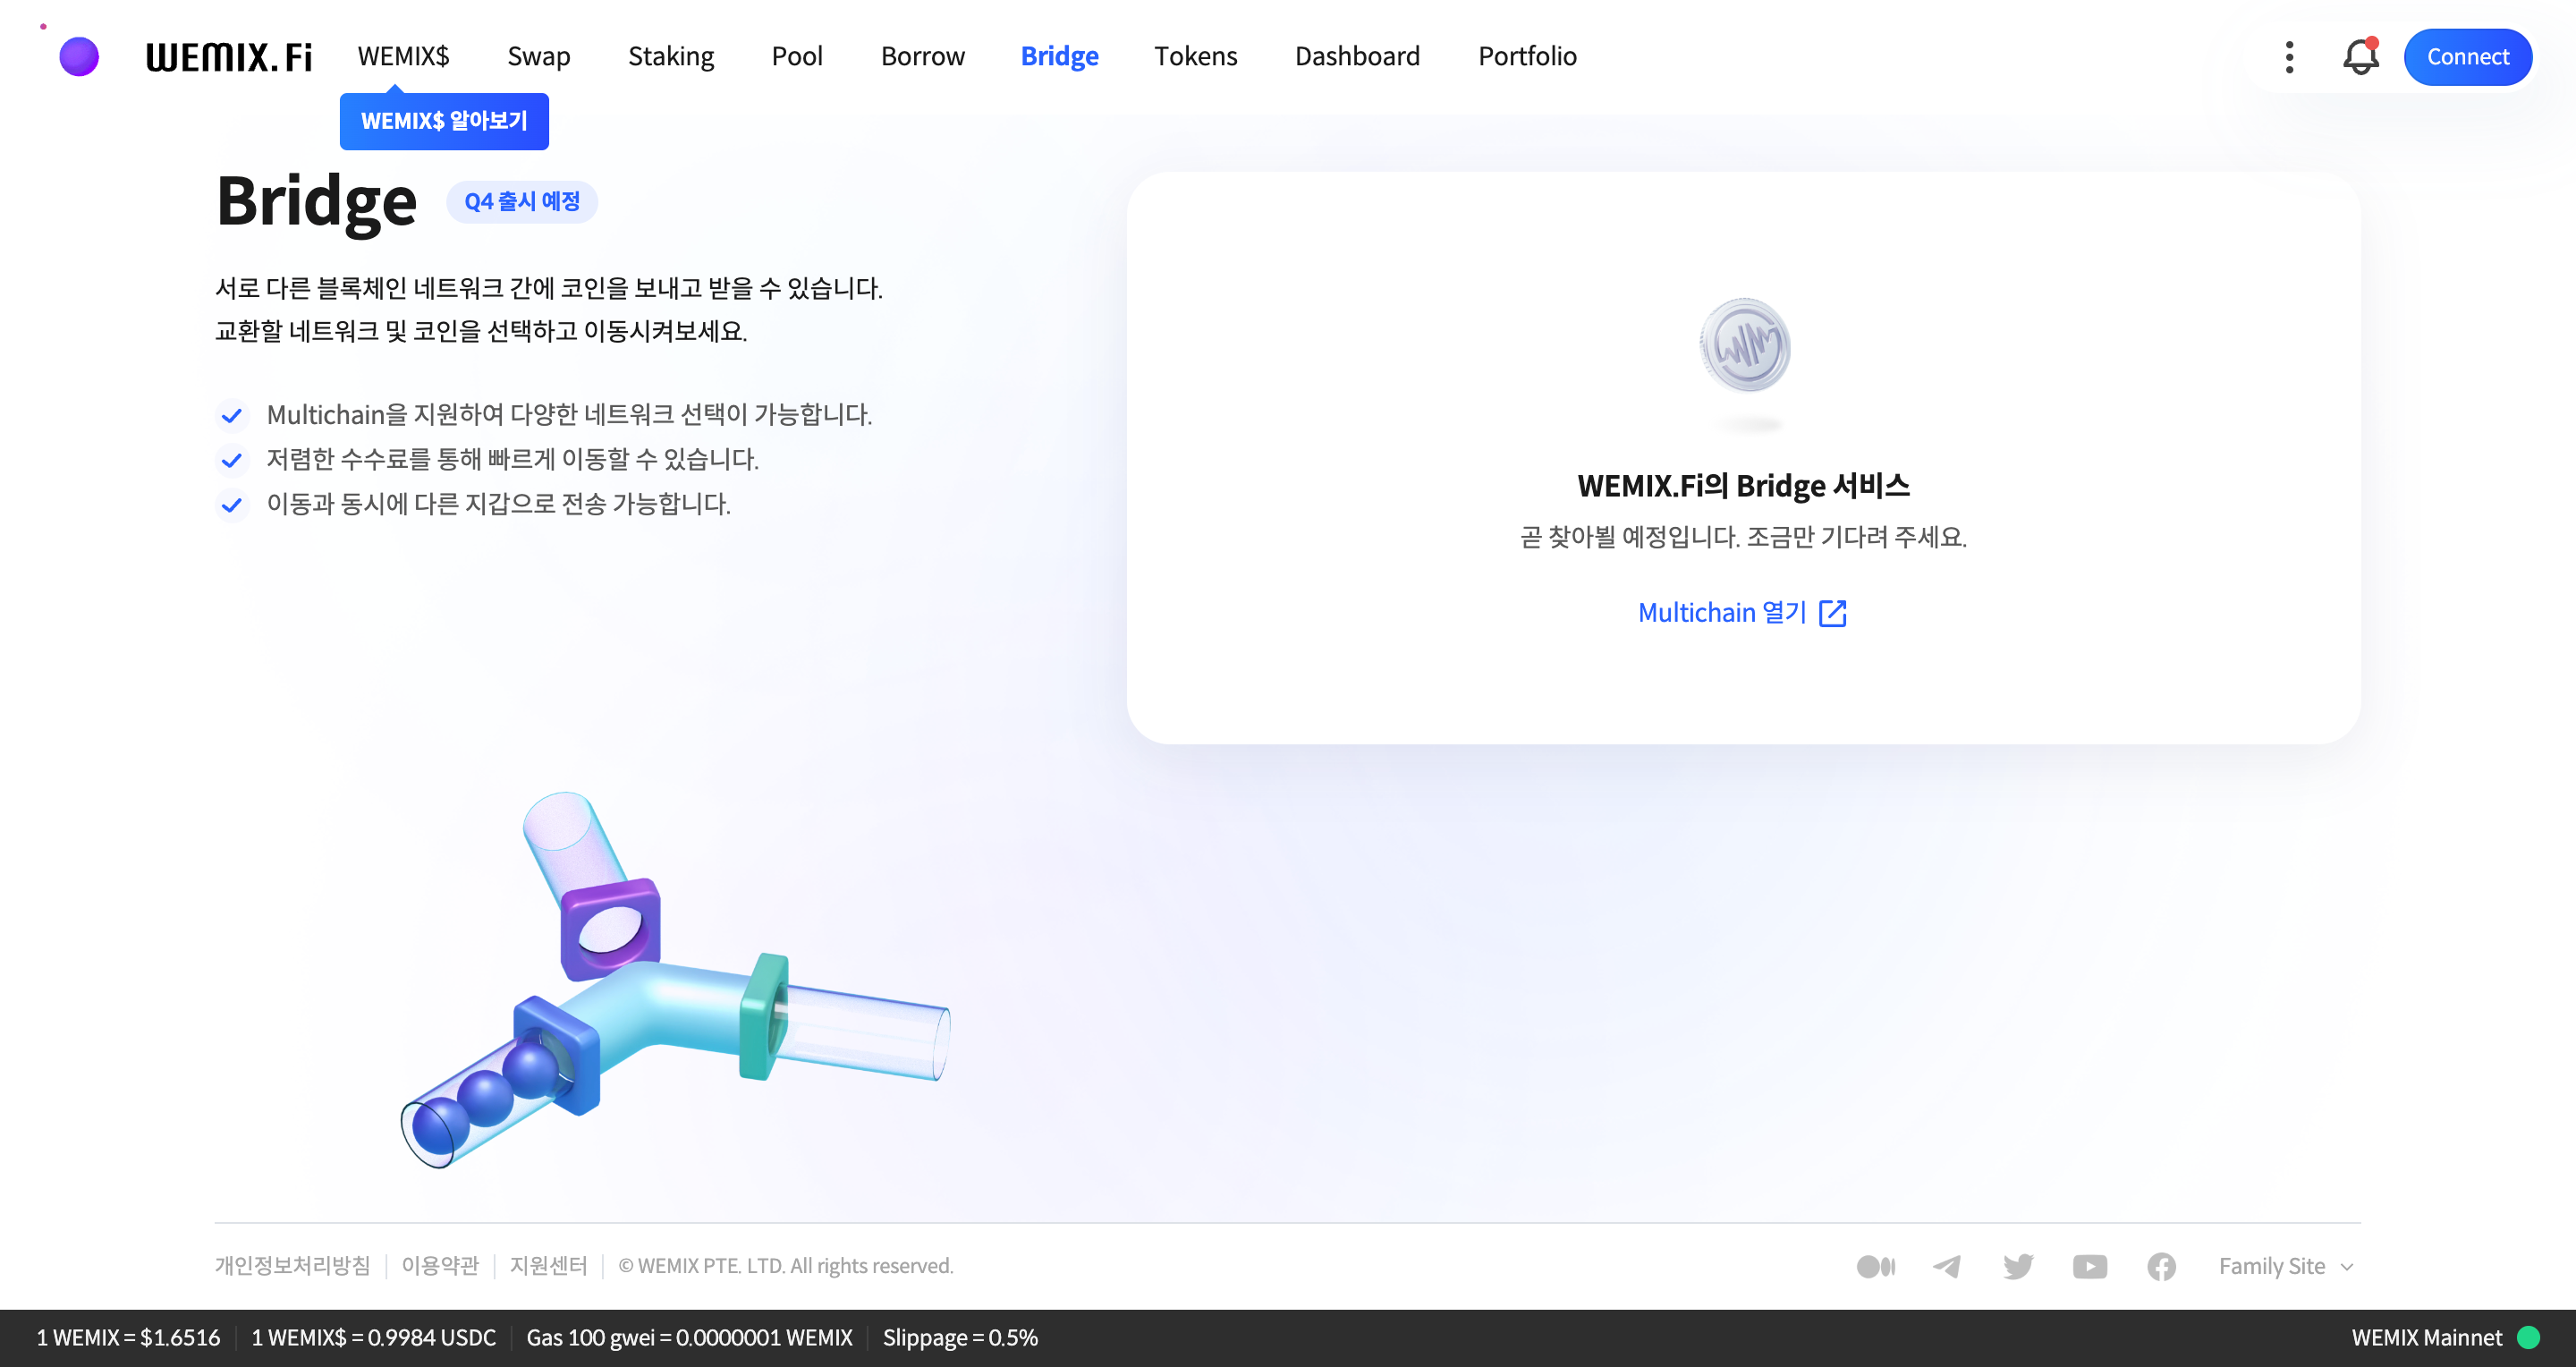 WEMIX.Fi
WEMIX$ Swap Staking Pool Borrow Bridge Tokens Dashboard Portfolio
Connect
WEMIX$ 알아보기
Bridge
Q4 출시 예정
서로 다른 블록체인 네트워크 간에 코인을 보내고 받을 수 있습니다.
교환할 네트워크 및 코인을 선택하고 이동시켜보세요.
Multichain을 지원하여 다양한 네트워크 선택이 가능합니다.
저렴한 수수료를 통해 빠르게 이동할 수 있습니다.
이동과 동시에 다른 지갑으로 전송 가능합니다.
WEMIX.Fi의 Bridge 서비스
곧 찾아뵐 예정입니다. 조금만 기다려 주세요.
Multichain 열기
개인정보처리방침 이용약관 지원센터 © WEMIX PTE. LTD. All rights reserved.
Family Site
1 WEMIX = $1.6516 1 WEMIX$ = 0.9984 USDC Gas 100 gwei = 0.0000001 WEMIX Slippage = 0.5%
WEMIX Mainnet